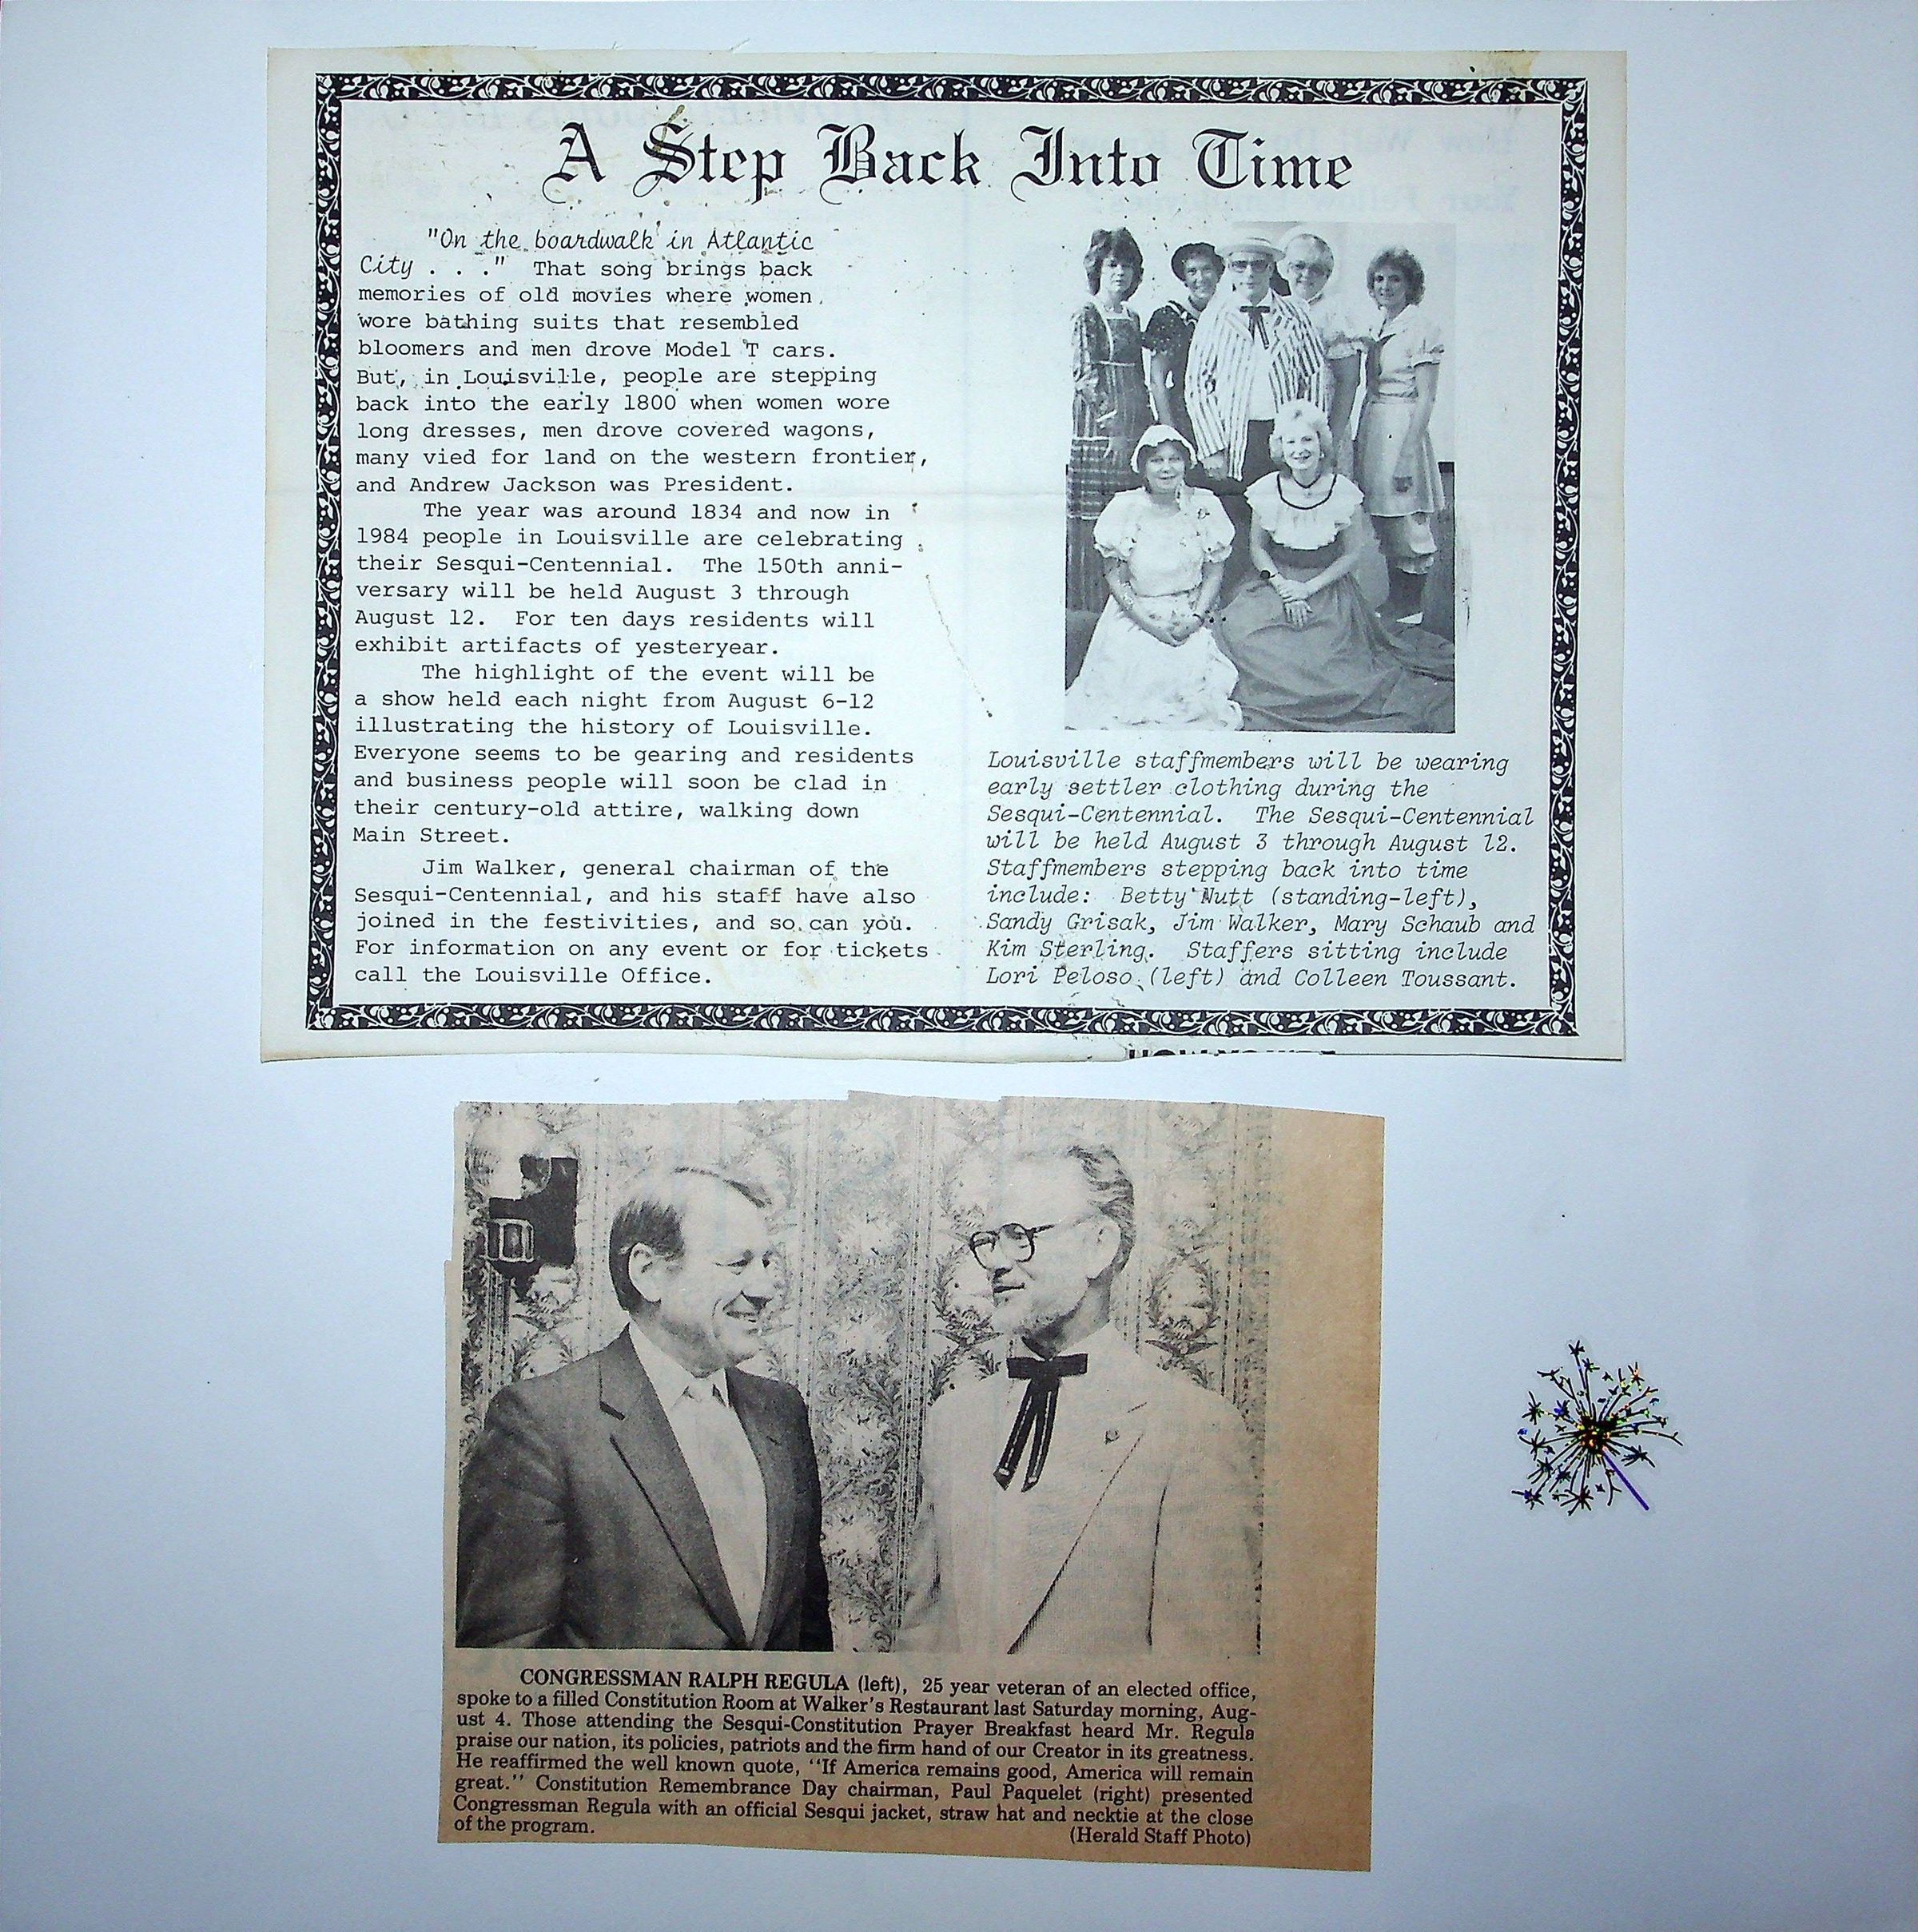 A Step Back Into Time
"On the boardwalk in Atlantic
City . . ." That song brings back
memories of old movies where women
wore bathing suits that resembled
bloomers and men drove Model T cars.
But, in Louisville, people are stepping
back into the early 1800 when women wore
long dresses, men drove covered wagons,
many vied for land on the western frontier,
and Andrew Jackson was President.
The year was around 1834 and now in
1984 people in Louisville are celebrating
their Sesqui-Centennial. The 150th anni-
versary will be held August 3 through
August 12. For ten days residents will
exhibit artifacts of yesteryear.
The highlight of the event will be
a show held each night from August 6-12
illustrating the history of Louisville.
Everyone seems to be gearing and residents
and business people will soon be clad in
their century-old attire, walking down
Main Street.
Jim Walker, general chairman of the
Sesqui-Centennial, and his staff have also
joined in the festivities, and so can you.
For information on any event or for tickets
call the Louisville Office.
Louisville staffmembers will be wearing
early settler clothing during the
Sesqui-Centennial. The Sesqui-Centennial
will be held August 3 through August 12.
Staffmembers stepping back into time
include: Betty Nutt (standing-left),
Sandy Grisak, Jim Walker, Mary Schaub and
Kim Sterling. Staffers sitting include
Lori Peloso (left) and Colleen Toussant.
CONGRESSMAN RALPH REGULA (left), 25 year veteran of an elected office,
spoke to a filled Constitution Room at Walker's Restaurant last Saturday morning, Aug-
ust 4. Those attending the Sesqui-Constitution Prayer Breakfast heard Mr. Regula
praise our nation, its policies, patriots and the firm hand of our Creator in its greatness.
He reaffirmed the well known quote, "If America remains good, America will remain
great." Constitution Remembrance Day chairman, Paul Paquelet (right) presented
Congressman Regula with an official Sesqui jacket, straw hat and necktie at the close
of the program.
(Herald Staff Photo)